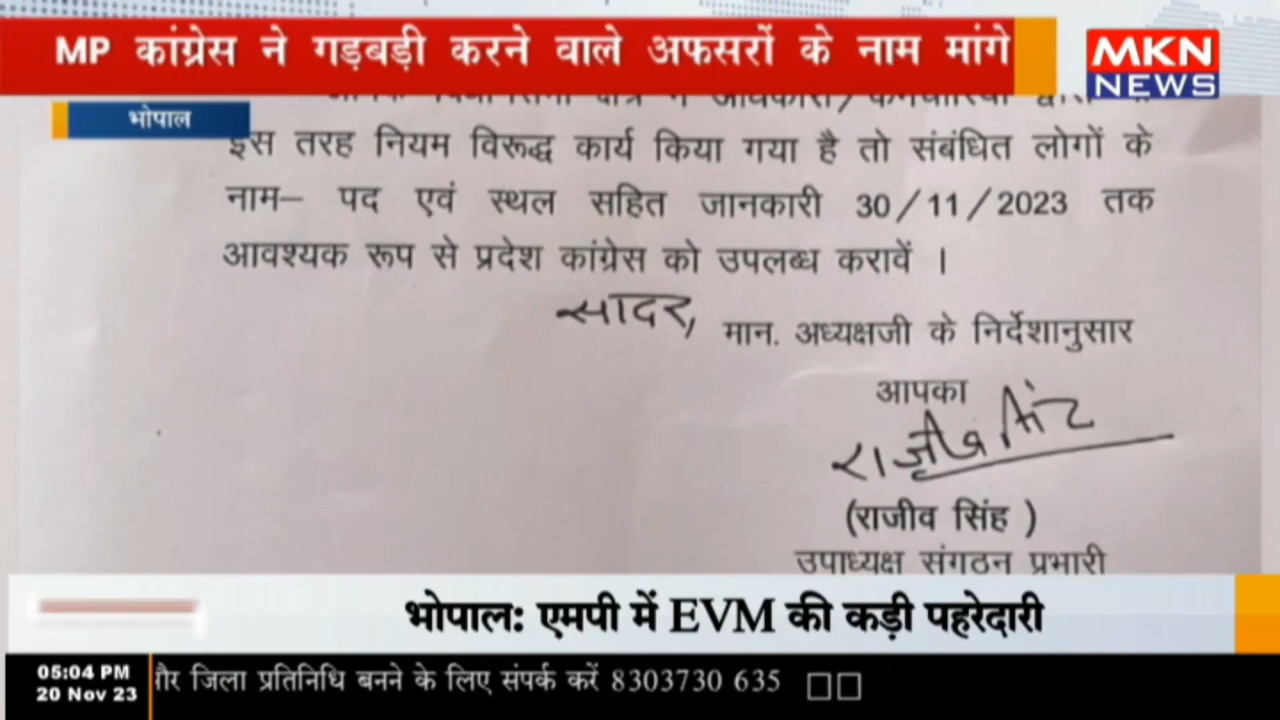 MP कांग्रेस ने गड़बड़ी करने वाले अफसरों के नाम मांगे
MKN
NEWS
भोपाल
इस तरह नियम विरूद्ध कार्य किया गया है तो संबंधित लोगों के
नाम– पद एवं स्थल सहित जानकारी 30/11/2023 तक
आवश्यक रूप से प्रदेश कांग्रेस को उपलब्ध करावें ।
सादर,
मान. अध्यक्षजी के निर्देशानुसार
आपका
(राजीव सिंह )
उपाध्यक्ष संगठन प्रभारी
भोपाल: एमपी में EVM की कड़ी पहरेदारी
05:04 PM
20 Nov 23
जिला प्रतिनिधि बनने के लिए संपर्क करें 8303730 635